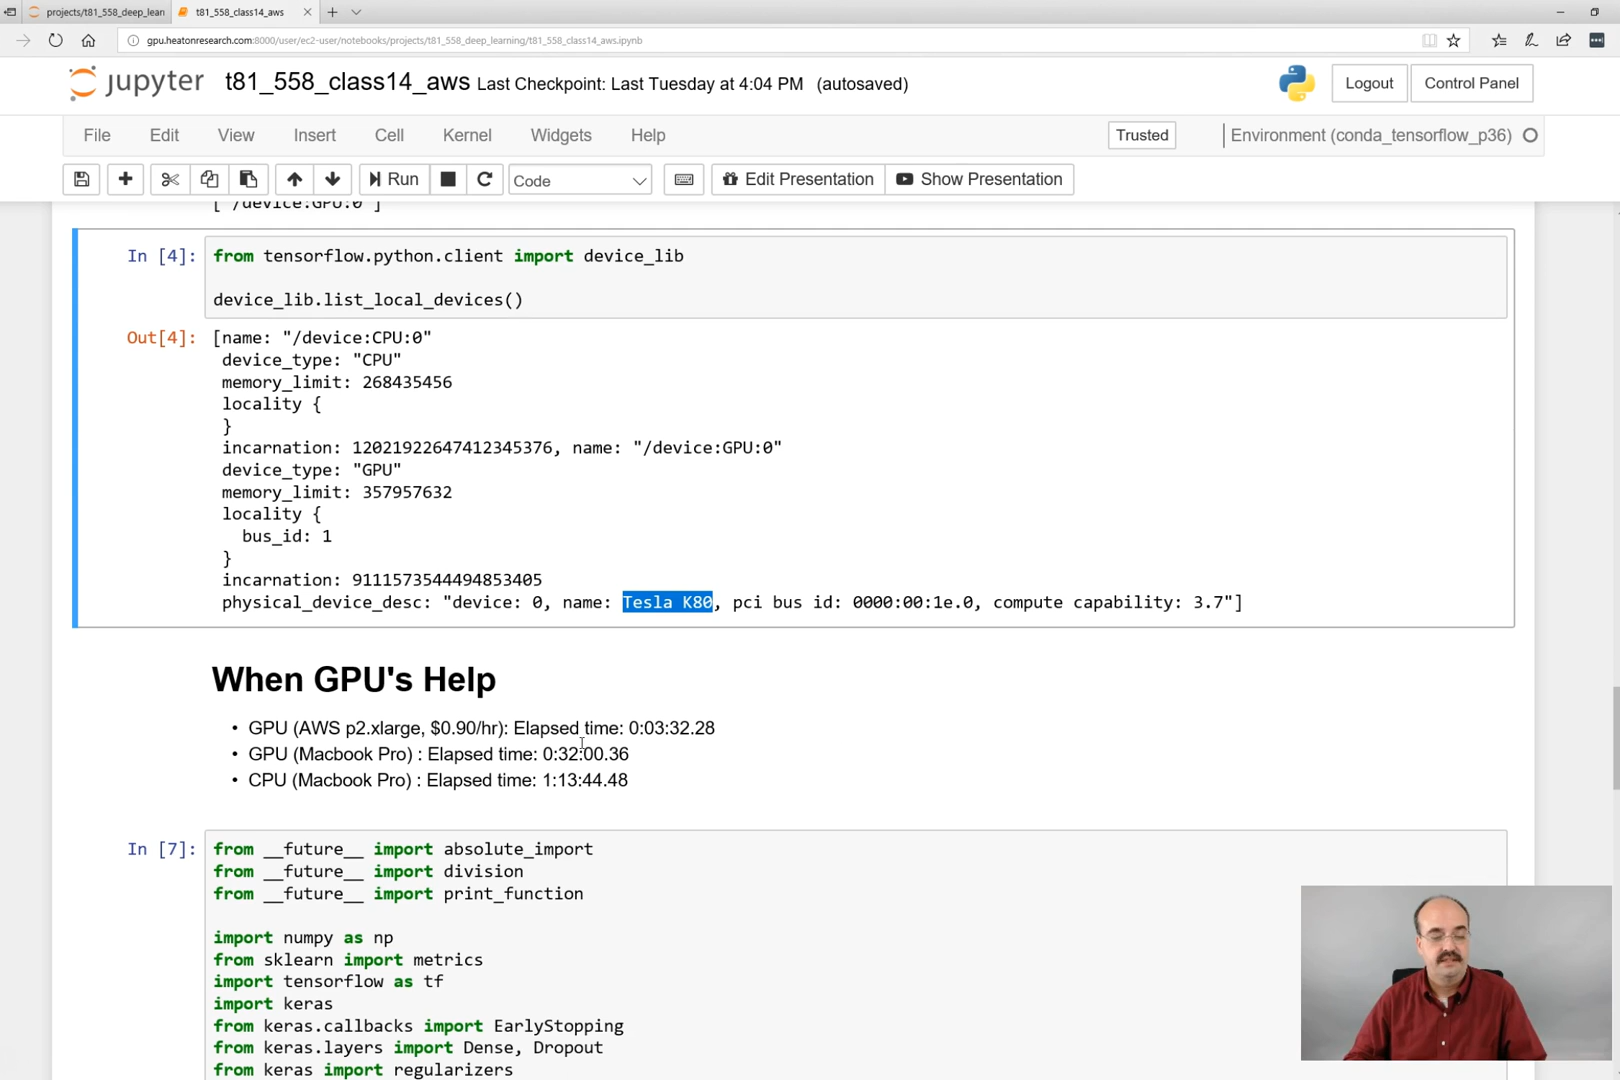 projects/t81_558_deep_learn
t81_558_class14_aws
gpu.heatonresearch.com:8000/user/ec2-user/notebooks/projects/t81_558_deep_learning/t81_558_class14_aws.ipynb
jupyter t81_558_class14_aws Last Checkpoint: Last Tuesday at 4:04 PM (autosaved)
Logout
Control Panel
File Edit View Insert Cell Kernel Widgets Help
Trusted
Environment (conda_tensorflow_p36)
Run
Code
Edit Presentation
Show Presentation
['/device:GPU:0']
In [4]: from tensorflow.python.client import device_lib
device_lib.list_local_devices()
Out[4]: [name: "/device:CPU:0"
device_type: "CPU"
memory_limit: 268435456
locality {
}
incarnation: 12021922647412345376, name: "/device:GPU:0"
device_type: "GPU"
memory_limit: 357957632
locality {
bus_id: 1
}
incarnation: 9111573544494853405
physical_device_desc: "device: 0, name: Tesla K80, pci bus id: 0000:00:1e.0, compute capability: 3.7"]
When GPU's Help
• GPU (AWS p2.xlarge, $0.90/hr): Elapsed time: 0:03:32.28
• GPU (Macbook Pro) : Elapsed time: 0:32:00.36
• CPU (Macbook Pro) : Elapsed time: 1:13:44.48
In [7]: from __future__ import absolute_import
from __future__ import division
from __future__ import print_function
import numpy as np
from sklearn import metrics
import tensorflow as tf
import keras
from keras.callbacks import EarlyStopping
from keras.layers import Dense, Dropout
from keras import regularizers